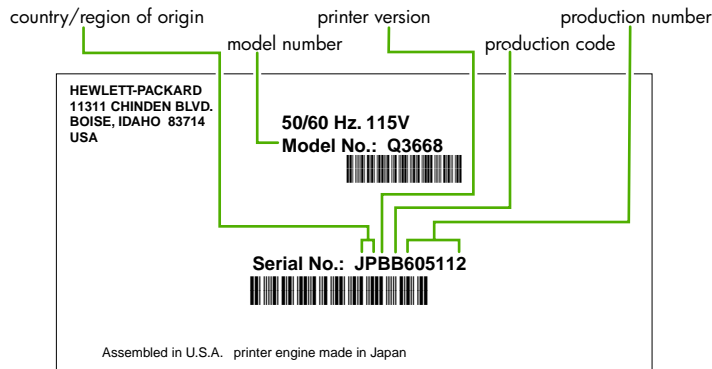 country/region of origin
printer version
production number
model number
production code
HEWLETT-PACKARD
11311 CHINDEN BLVD.
BOISE, IDAHO 83714
USA
50/60 Hz. 115V
Model No.: Q3668
Serial No.: JPBB605112
Assembled in U.S.A. printer engine made in Japan